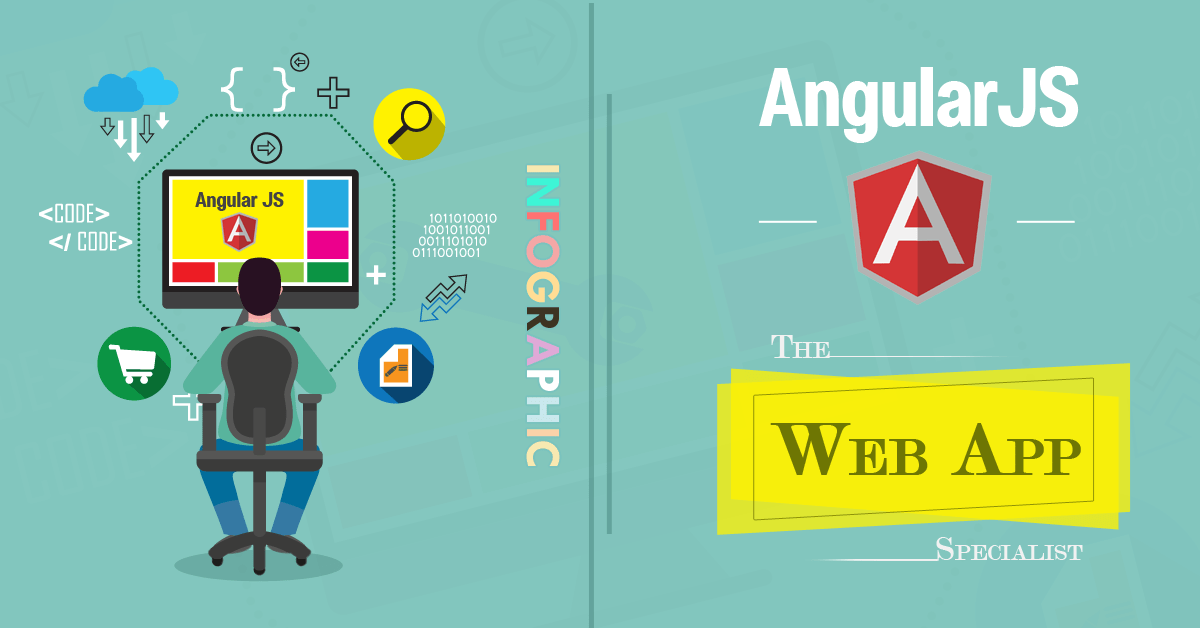 { }
<CODE>
</ CODE>
Angular JS
A
1011010010
1001011001
0011101010
0111001001
INFOGRAPHIC
AngularJS
A
THE
WEB APP
SPECIALIST